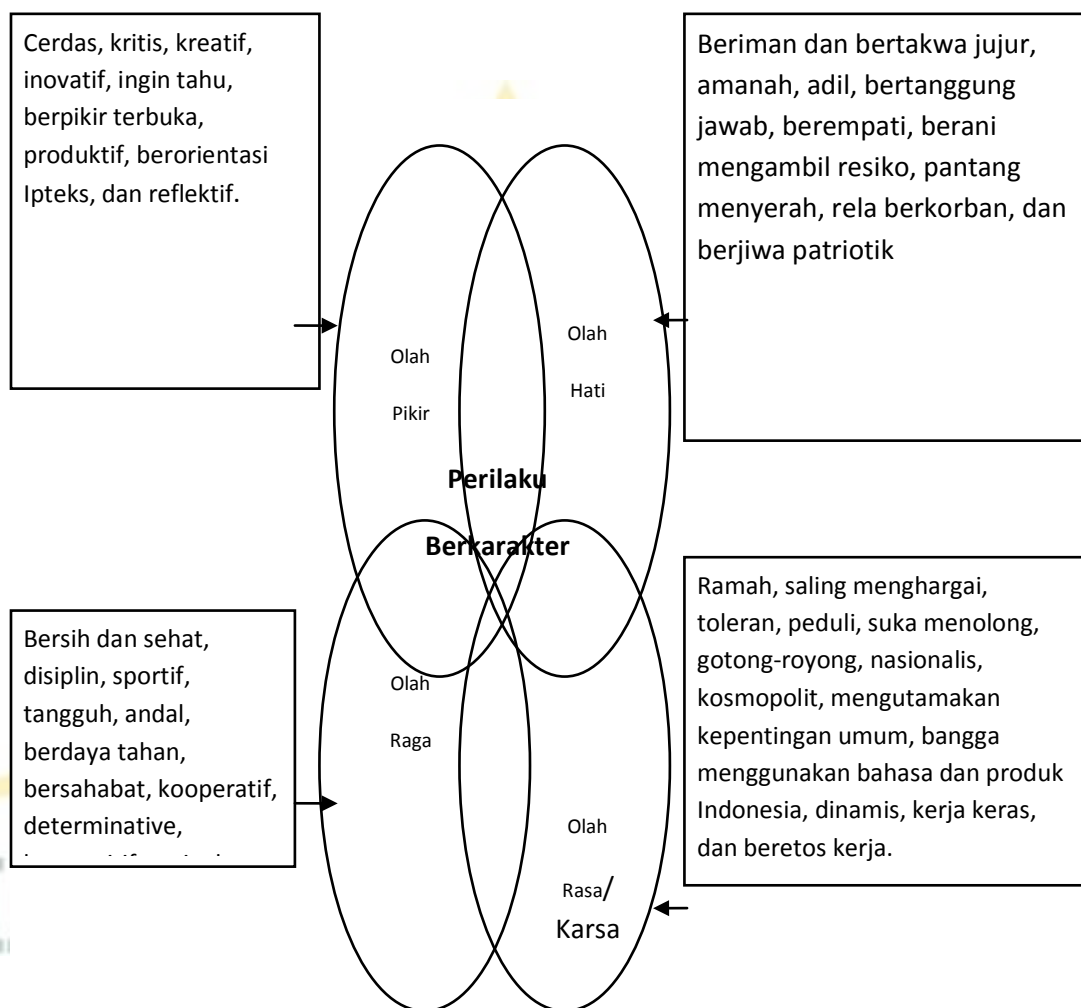 Cerdas, kritis, kreatif,
inovatif, ingin tahu,
berpikir terbuka,
produktif, berorientasi
Ipteks, dan reflektif.
Beriman dan bertakwa jujur,
amanah, adil, bertanggung
jawab, berempati, berani
mengambil resiko, pantang
menyerah, rela berkorban, dan
berjiwa patriotik
Olah
Pikir
Olah
Hati
Perilaku
Berkarakter
Bersih dan sehat,
disiplin, sportif,
tangguh, andal,
berdaya tahan,
bersahabat, kooperatif,
determinative,
Olah
Raga
Ramah, saling menghargai,
toleran, peduli, suka menolong,
gotong-royong, nasionalis,
kosmopolit, mengutamakan
kepentingan umum, bangga
menggunakan bahasa dan produk
Indonesia, dinamis, kerja keras,
dan beretos kerja.
Olah
Rasa/
Karsa